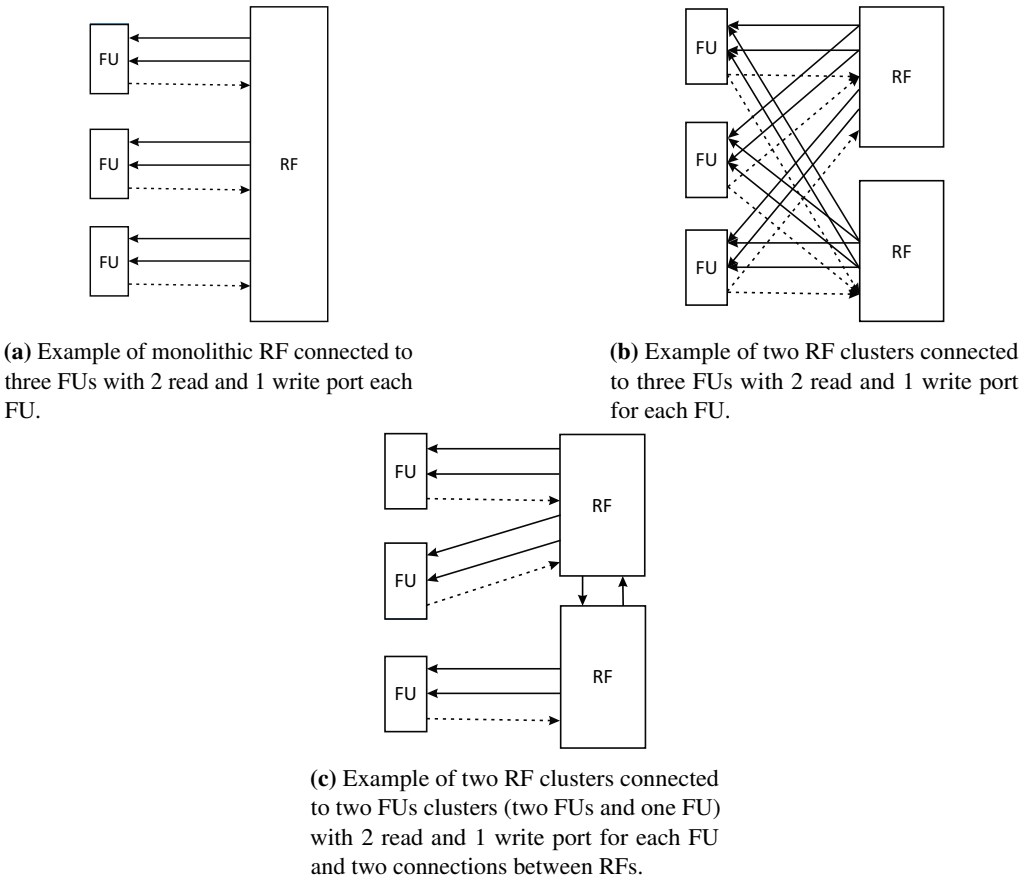 FU
FU
FU
RF
FU
FU
FU
RF
RF
(a) Example of monolithic RF connected to
three FUs with 2 read and 1 write port each
FU.
(b) Example of two RF clusters connected
to three FUs with 2 read and 1 write port
for each FU.
FU
FU
FU
RF
RF
(c) Example of two RF clusters connected
to two FUs clusters (two FUs and one FU)
with 2 read and 1 write port for each FU
and two connections between RFs.